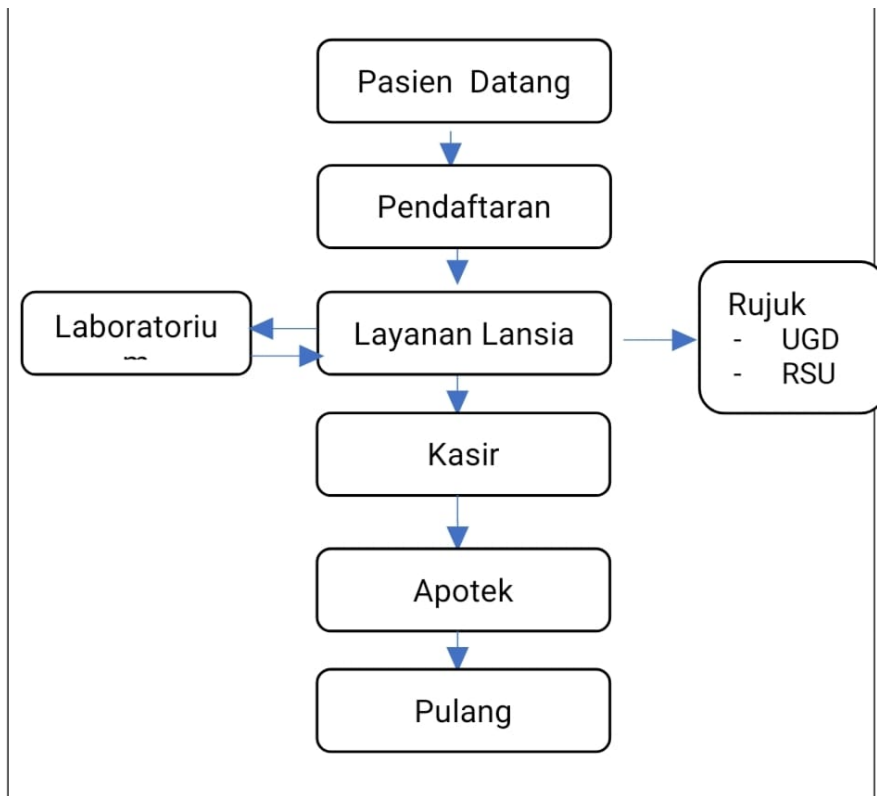 Pasien Datang
Pendaftaran
Laboratoriu
Layanan Lansia
Rujuk
- UGD
- RSU
Kasir
Apotek
Pulang